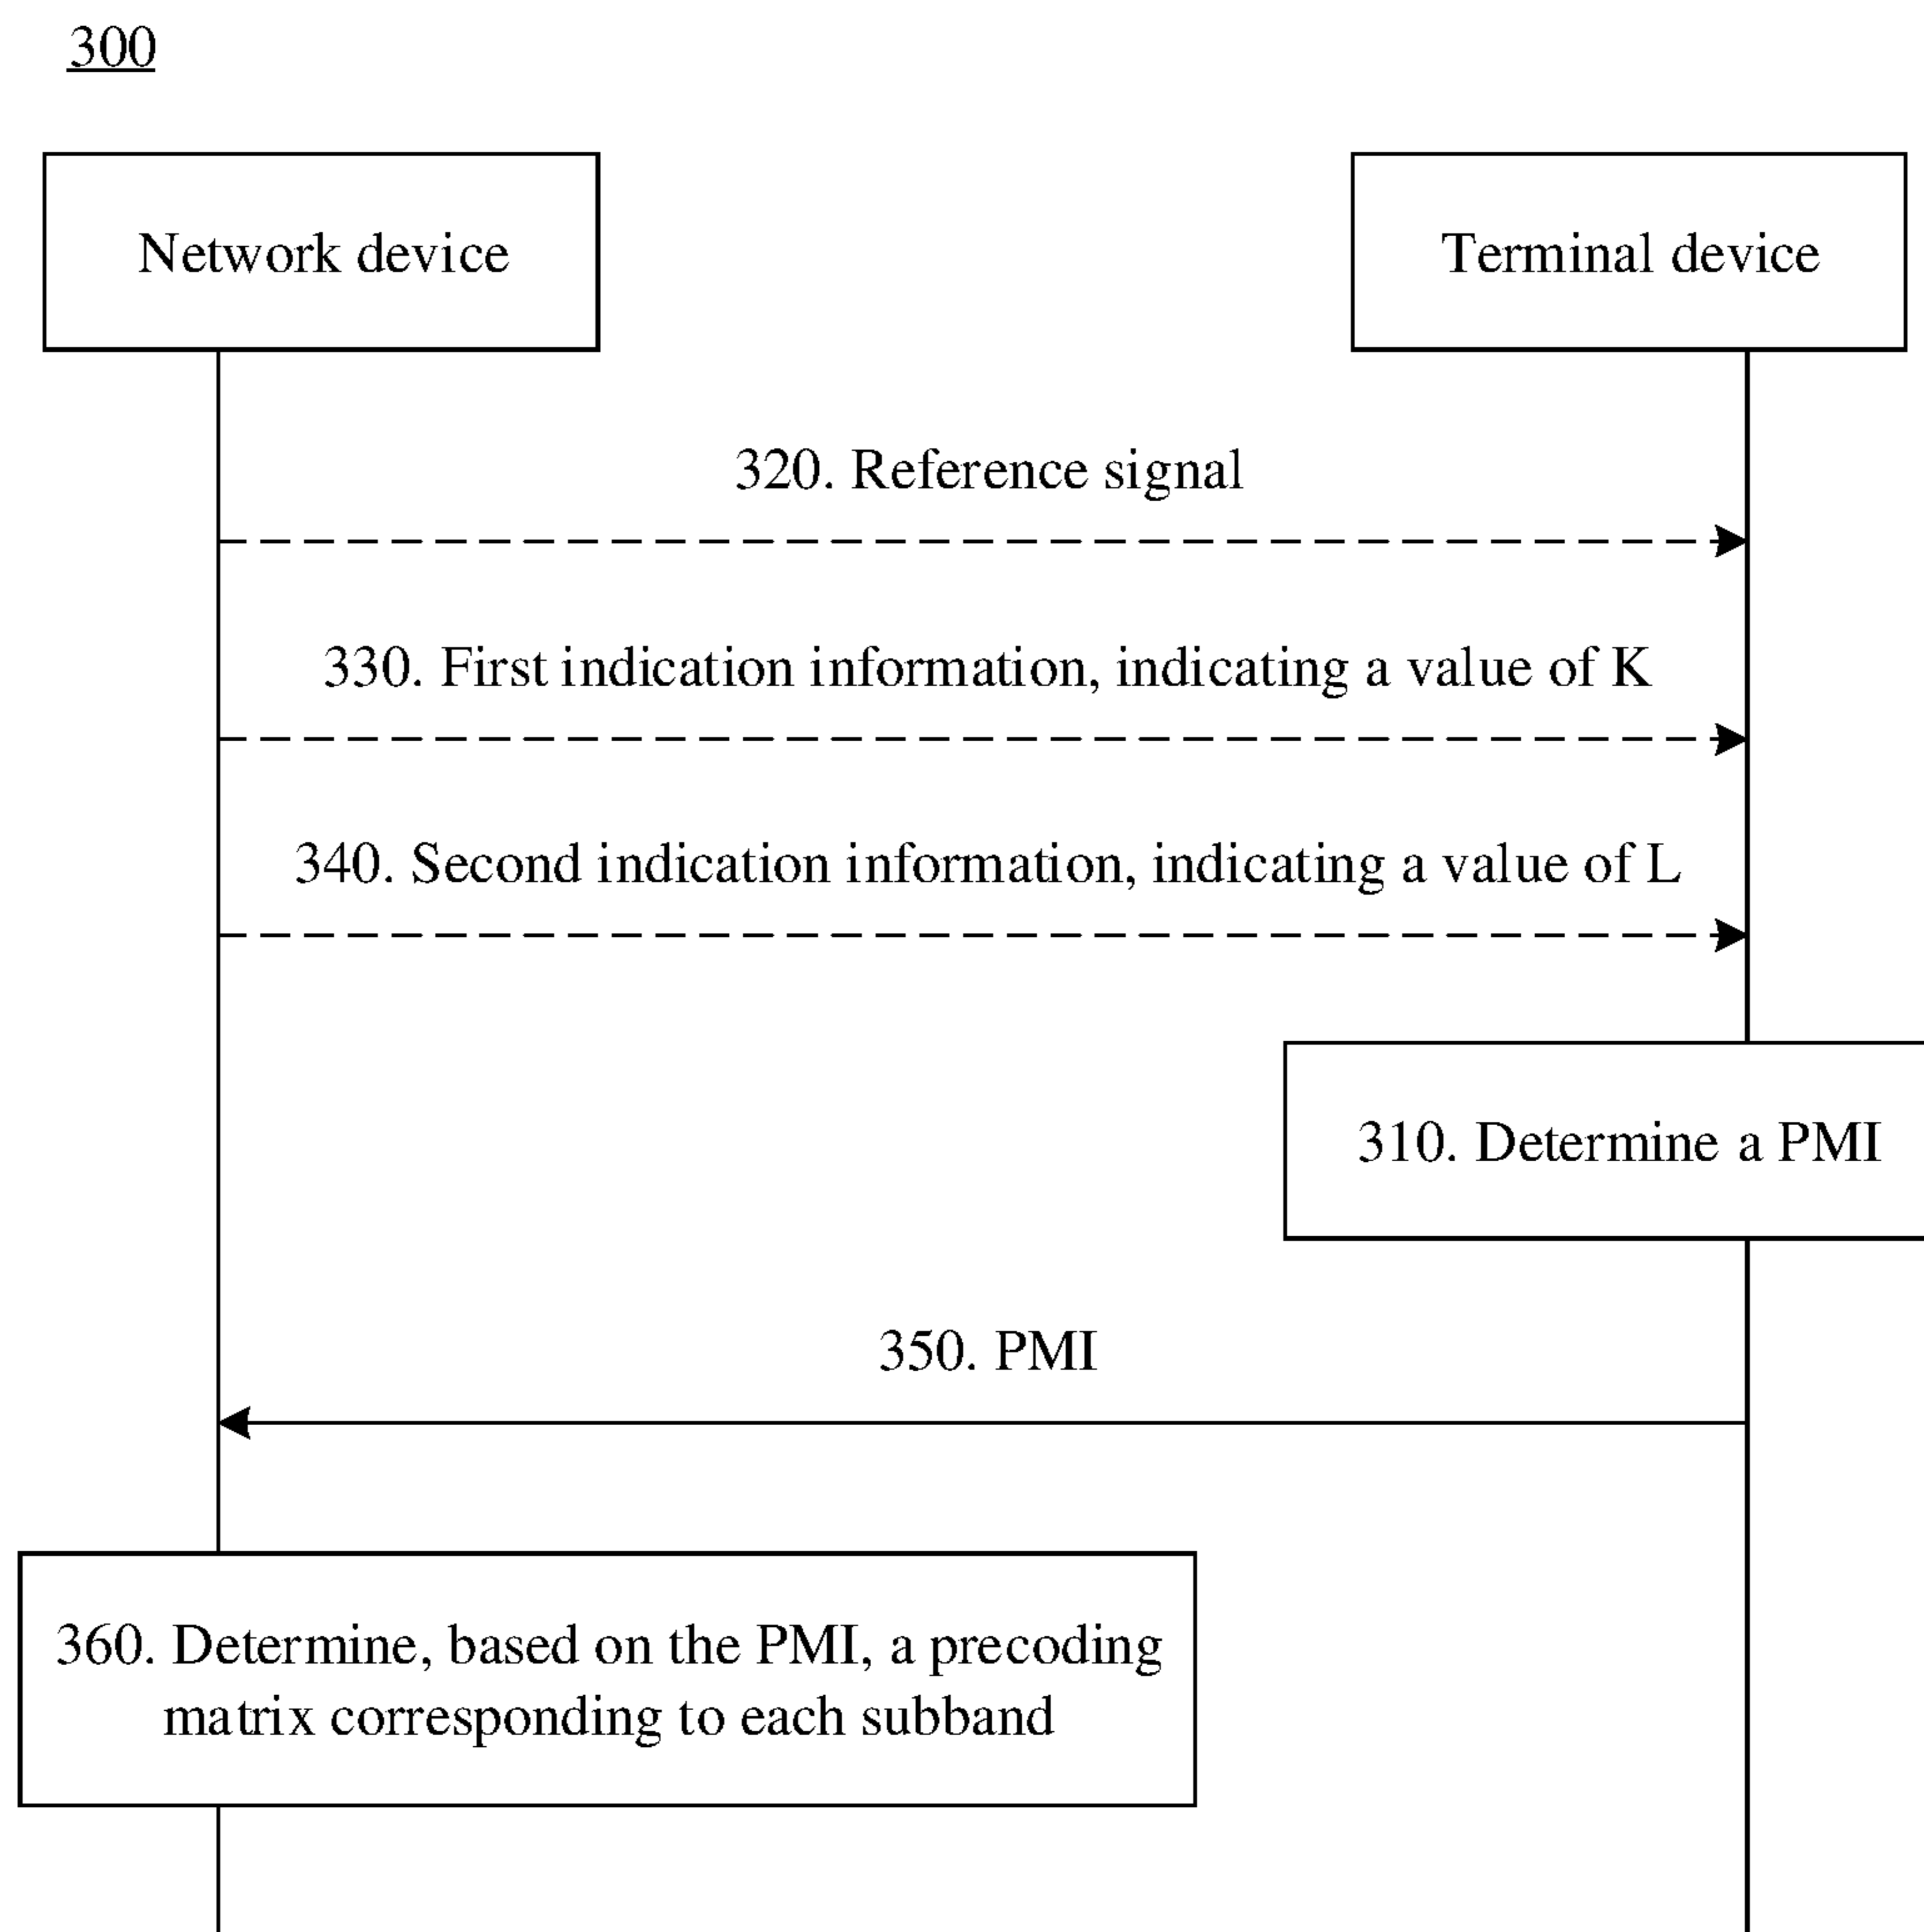 300
Network device
Terminal device
320. Reference signal
330. First indication information, indicating a value of K
340. Second indication information, indicating a value of L
310. Determine a PMI
350. PMI
360. Determine, based on the PMI, a precoding
matrix corresponding to each subband